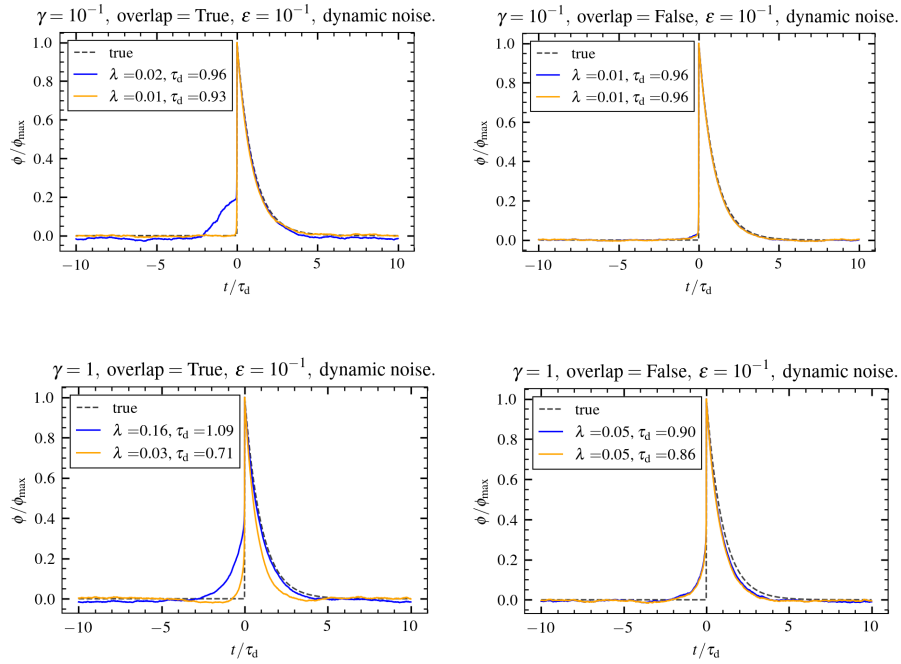 γ = 10⁻¹, overlap = True, ε = 10⁻¹, dynamic noise.
true
λ =0.02, τd =0.96
λ =0.01, τd =0.93
1.0
0.8
0.6
0.4
0.2
0.0
ϕ/ϕmax
−10 −5 0 5 10
t/τd
γ = 10⁻¹, overlap = False, ε = 10⁻¹, dynamic noise.
true
λ =0.01, τd =0.96
λ =0.01, τd =0.96
1.0
0.8
0.6
0.4
0.2
0.0
ϕ/ϕmax
−10 −5 0 5 10
t/τd
γ = 1, overlap = True, ε = 10⁻¹, dynamic noise.
true
λ =0.16, τd =1.09
λ =0.03, τd =0.71
1.0
0.8
0.6
0.4
0.2
0.0
ϕ/ϕmax
−10 −5 0 5 10
t/τd
γ = 1, overlap = False, ε = 10⁻¹, dynamic noise.
true
λ =0.05, τd =0.90
λ =0.05, τd =0.86
1.0
0.8
0.6
0.4
0.2
0.0
ϕ/ϕmax
−10 −5 0 5 10
t/τd